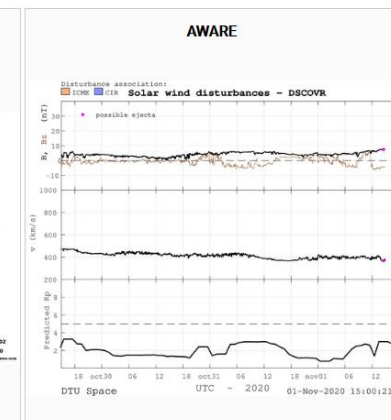 AWARE
Disturbance association:
ICME CIR Solar wind disturbances - DSCOVR
possible ejecta
B, Bz (nT)
30
20
10
0
-10
1000
v (km/s)
800
600
400
200
Predicted Kp
8
6
4
2
18 oct30 06 12 18 oct31 06 12 18 nov01 06 12
DTU Space UTC - 2020 01-Nov-2020 15:00:21